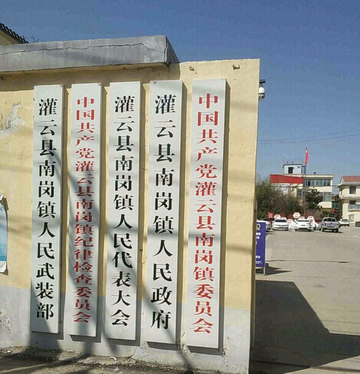 灌云县南岗镇人民武装部
中国共产党灌云县南岗镇纪律检查委员会
灌云县南岗镇人民代表大会
灌云县南岗镇人民政府
中国共产党灌云县南岗镇委员会